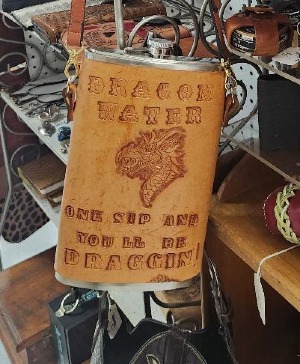 DRAGON
WATER
ONE SIP AND
YOU'LL BE
DRAGGIN!